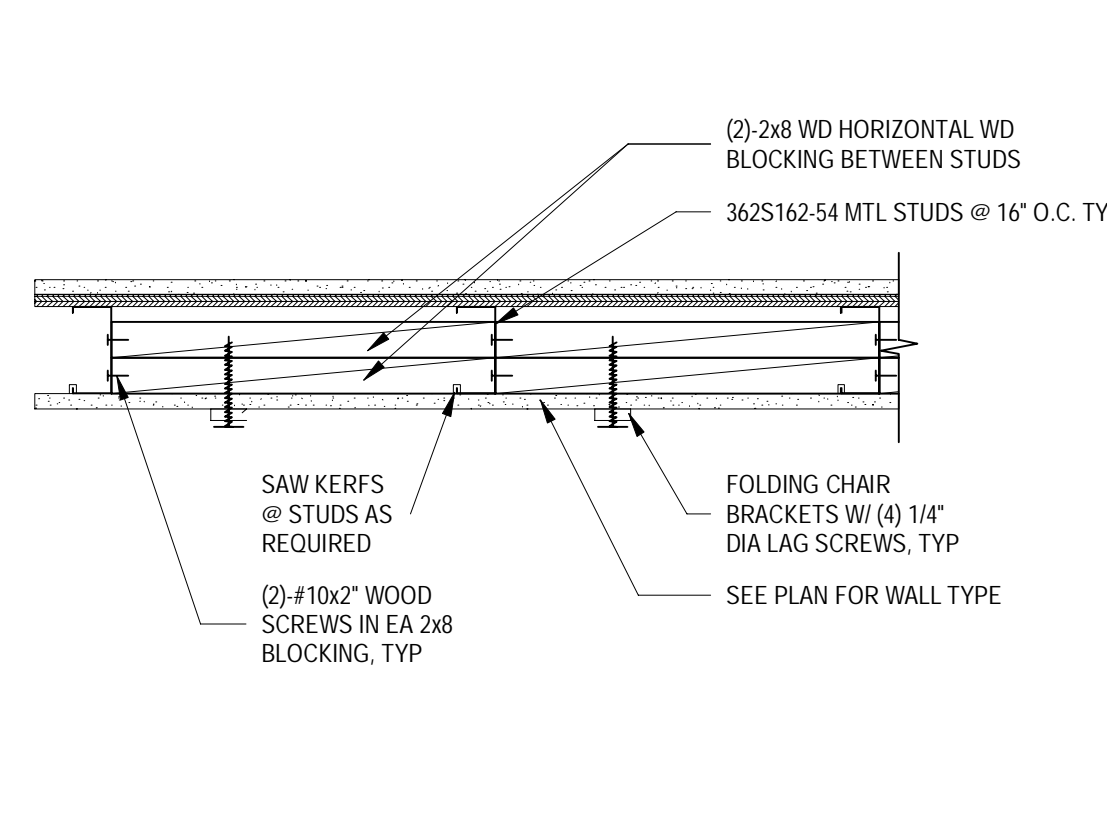 (2)-2x8 WD HORIZONTAL WD
BLOCKING BETWEEN STUDS
362S162-54 MTL STUDS @ 16" O.C. TY
SAW KERFS
@ STUDS AS
REQUIRED
(2)-#10x2" WOOD
SCREWS IN EA 2x8
BLOCKING, TYP
FOLDING CHAIR
BRACKETS W/ (4) 1/4"
DIA LAG SCREWS, TYP
SEE PLAN FOR WALL TYPE